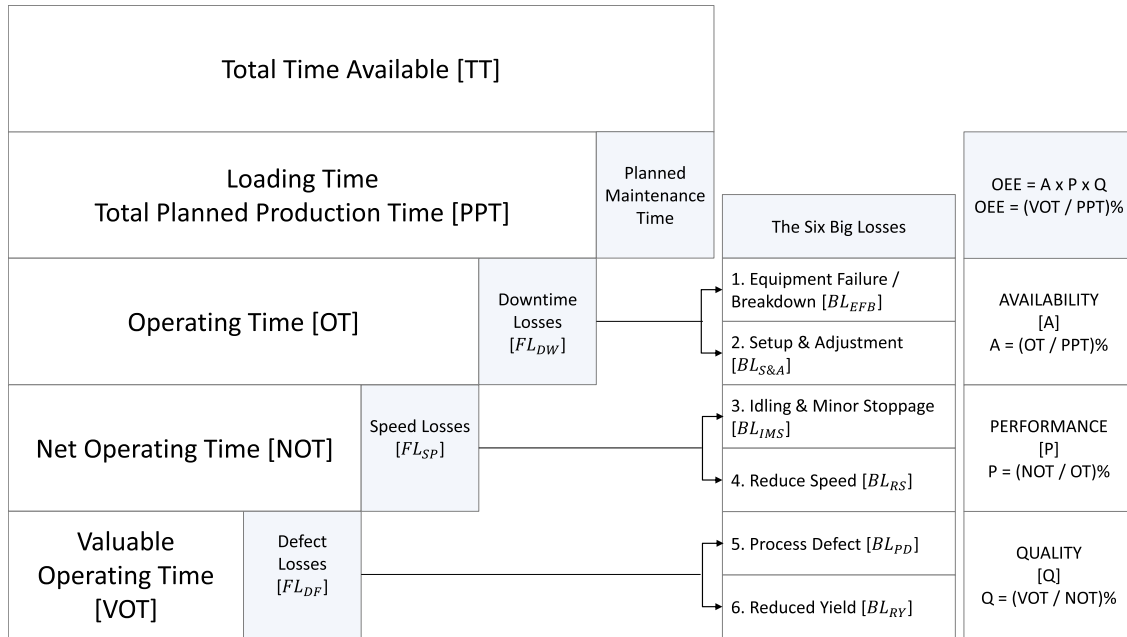 Total Time Available [TT]
Loading Time
Total Planned Production Time [PPT]
Planned
Maintenance
Time
The Six Big Losses
OEE = A x P x Q
OEE = (VOT / PPT)%
Operating Time [OT]
Downtime
Losses
[FL_DW]
1. Equipment Failure /
Breakdown [BL_EFB]
2. Setup & Adjustment
[BL_S&A]
AVAILABILITY
[A]
A = (OT / PPT)%
Net Operating Time [NOT]
Speed Losses
[FL_SP]
3. Idling & Minor Stoppage
[BL_IMS]
4. Reduce Speed [BL_RS]
PERFORMANCE
[P]
P = (NOT / OT)%
Valuable
Operating Time
[VOT]
Defect
Losses
[FL_DF]
5. Process Defect [BL_PD]
6. Reduced Yield [BL_RY]
QUALITY
[Q]
Q = (VOT / NOT)%